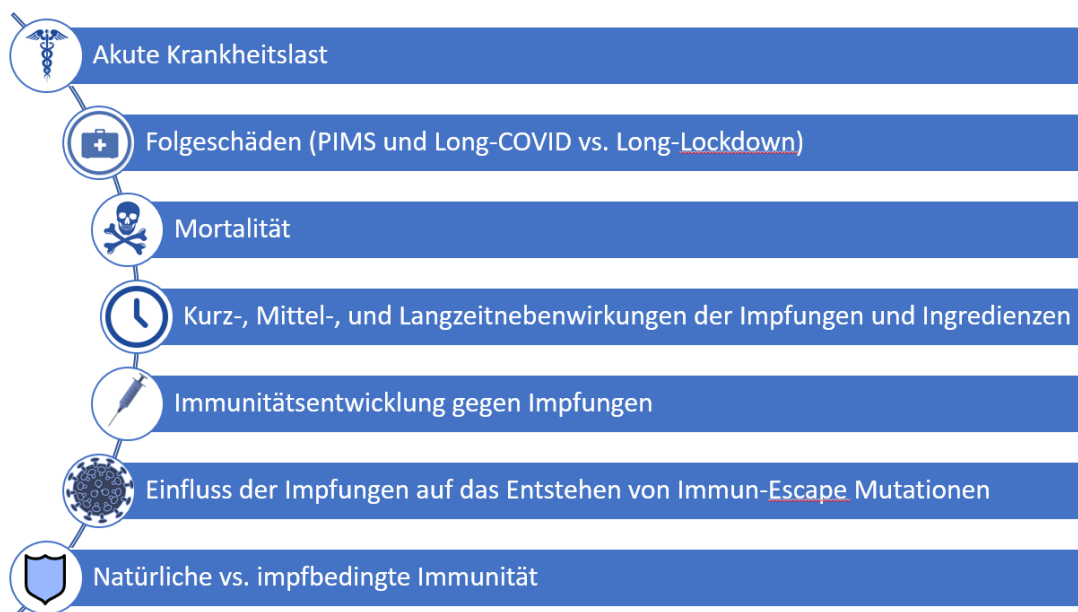 Akute Krankheitslast
Folgeschäden (PIMS und Long-COVID vs. Long-Lockdown)
Mortalität
Kurz-, Mittel-, und Langzeitnebenwirkungen der Impfungen und Ingredienzen
Immunitätsentwicklung gegen Impfungen
Einfluss der Impfungen auf das Entstehen von Immun-Escape Mutationen
Natürliche vs. impfbedingte Immunität